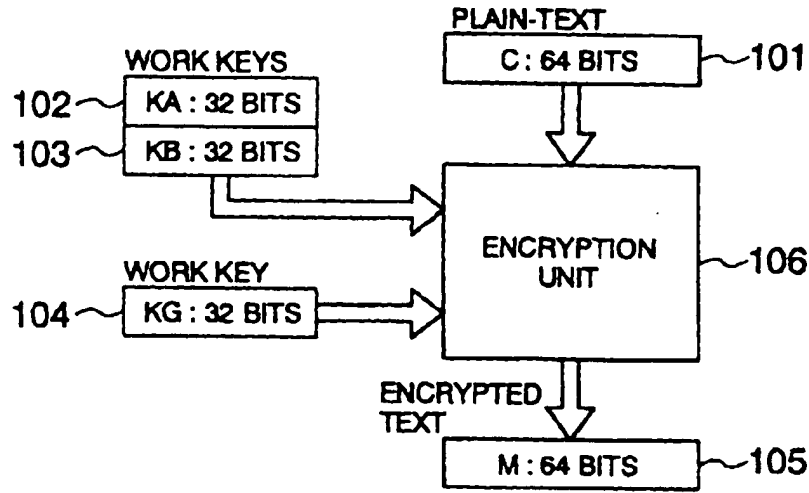 PLAIN-TEXT
C : 64 BITS
101
WORK KEYS
102
KA : 32 BITS
103
KB : 32 BITS
ENCRYPTION
UNIT
106
WORK KEY
104
KG : 32 BITS
ENCRYPTED
TEXT
M : 64 BITS
105